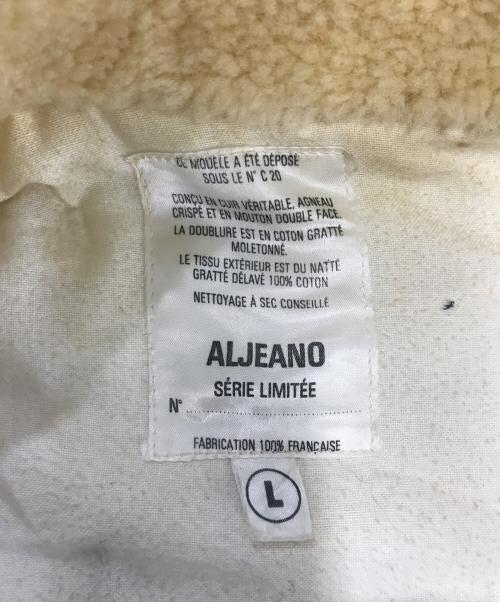 CE MODÈLE A ÉTÉ DÉPOSÉ
SOUS LE N° C 20
CONÇU EN CUIR VÉRITABLE, AGNEAU
CRISPÉ ET EN MOUTON DOUBLE FACE.
LA DOUBLURE EST EN COTON GRATTÉ
MOLETONNÉ.
LE TISSU EXTÉRIEUR EST DU NATTÉ
GRATTÉ DÉLAVÉ 100% COTON
NETTOYAGE À SEC CONSEILLÉ
ALJEANO
SÉRIE LIMITÉE
N° ........................................
FABRICATION 100% FRANÇAISE
L